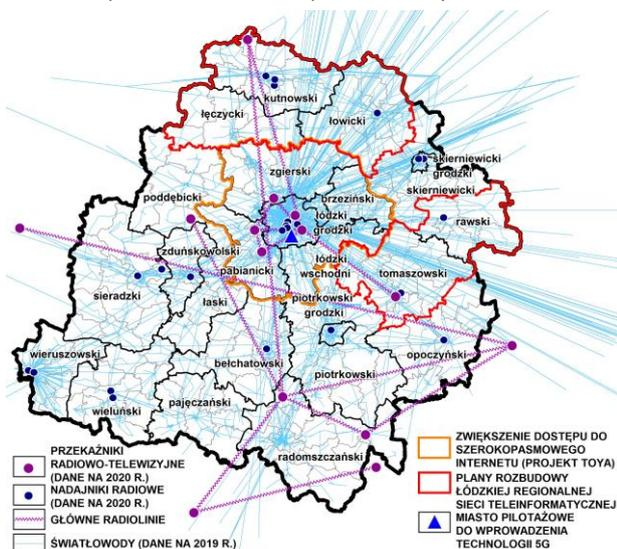 kutnowski
łęczycki
łowicki
skierniewicki
grodzki
zgierski
skierniewicki
poddębicki
brzeziński
łódzki
rawski
grodzki
zduńskowolski
łódzki
pabianicki
wschodni
tomaszowski
sieradzki
piotrkowski
łaski
grodzki
wieruszowski
opoczyński
bełchatowski
piotrkowski
wieluński
pajęczański
radomszczański
PRZEKAŹNIKI
RADIOWO-TELEWIZYJNE
(DANE NA 2020 R.)
NADAJNIKI RADIOWE
(DANE NA 2020 R.)
GŁÓWNE RADIOLINIE
ŚWIATŁOWODY (DANE NA 2019 R.)
ZWIĘKSZENIE DOSTĘPU DO
SZEROKOPASMOWEGO
INTERNETU (PROJEKT TOYA)
PLANY ROZBUDOWY
ŁÓDZKIEJ REGIONALNEJ
SIECI TELEINFORMATYCZNEJ
MIASTO PILOTAŻOWE
DO WPROWADZENIA
TECHNOLOGII 5G